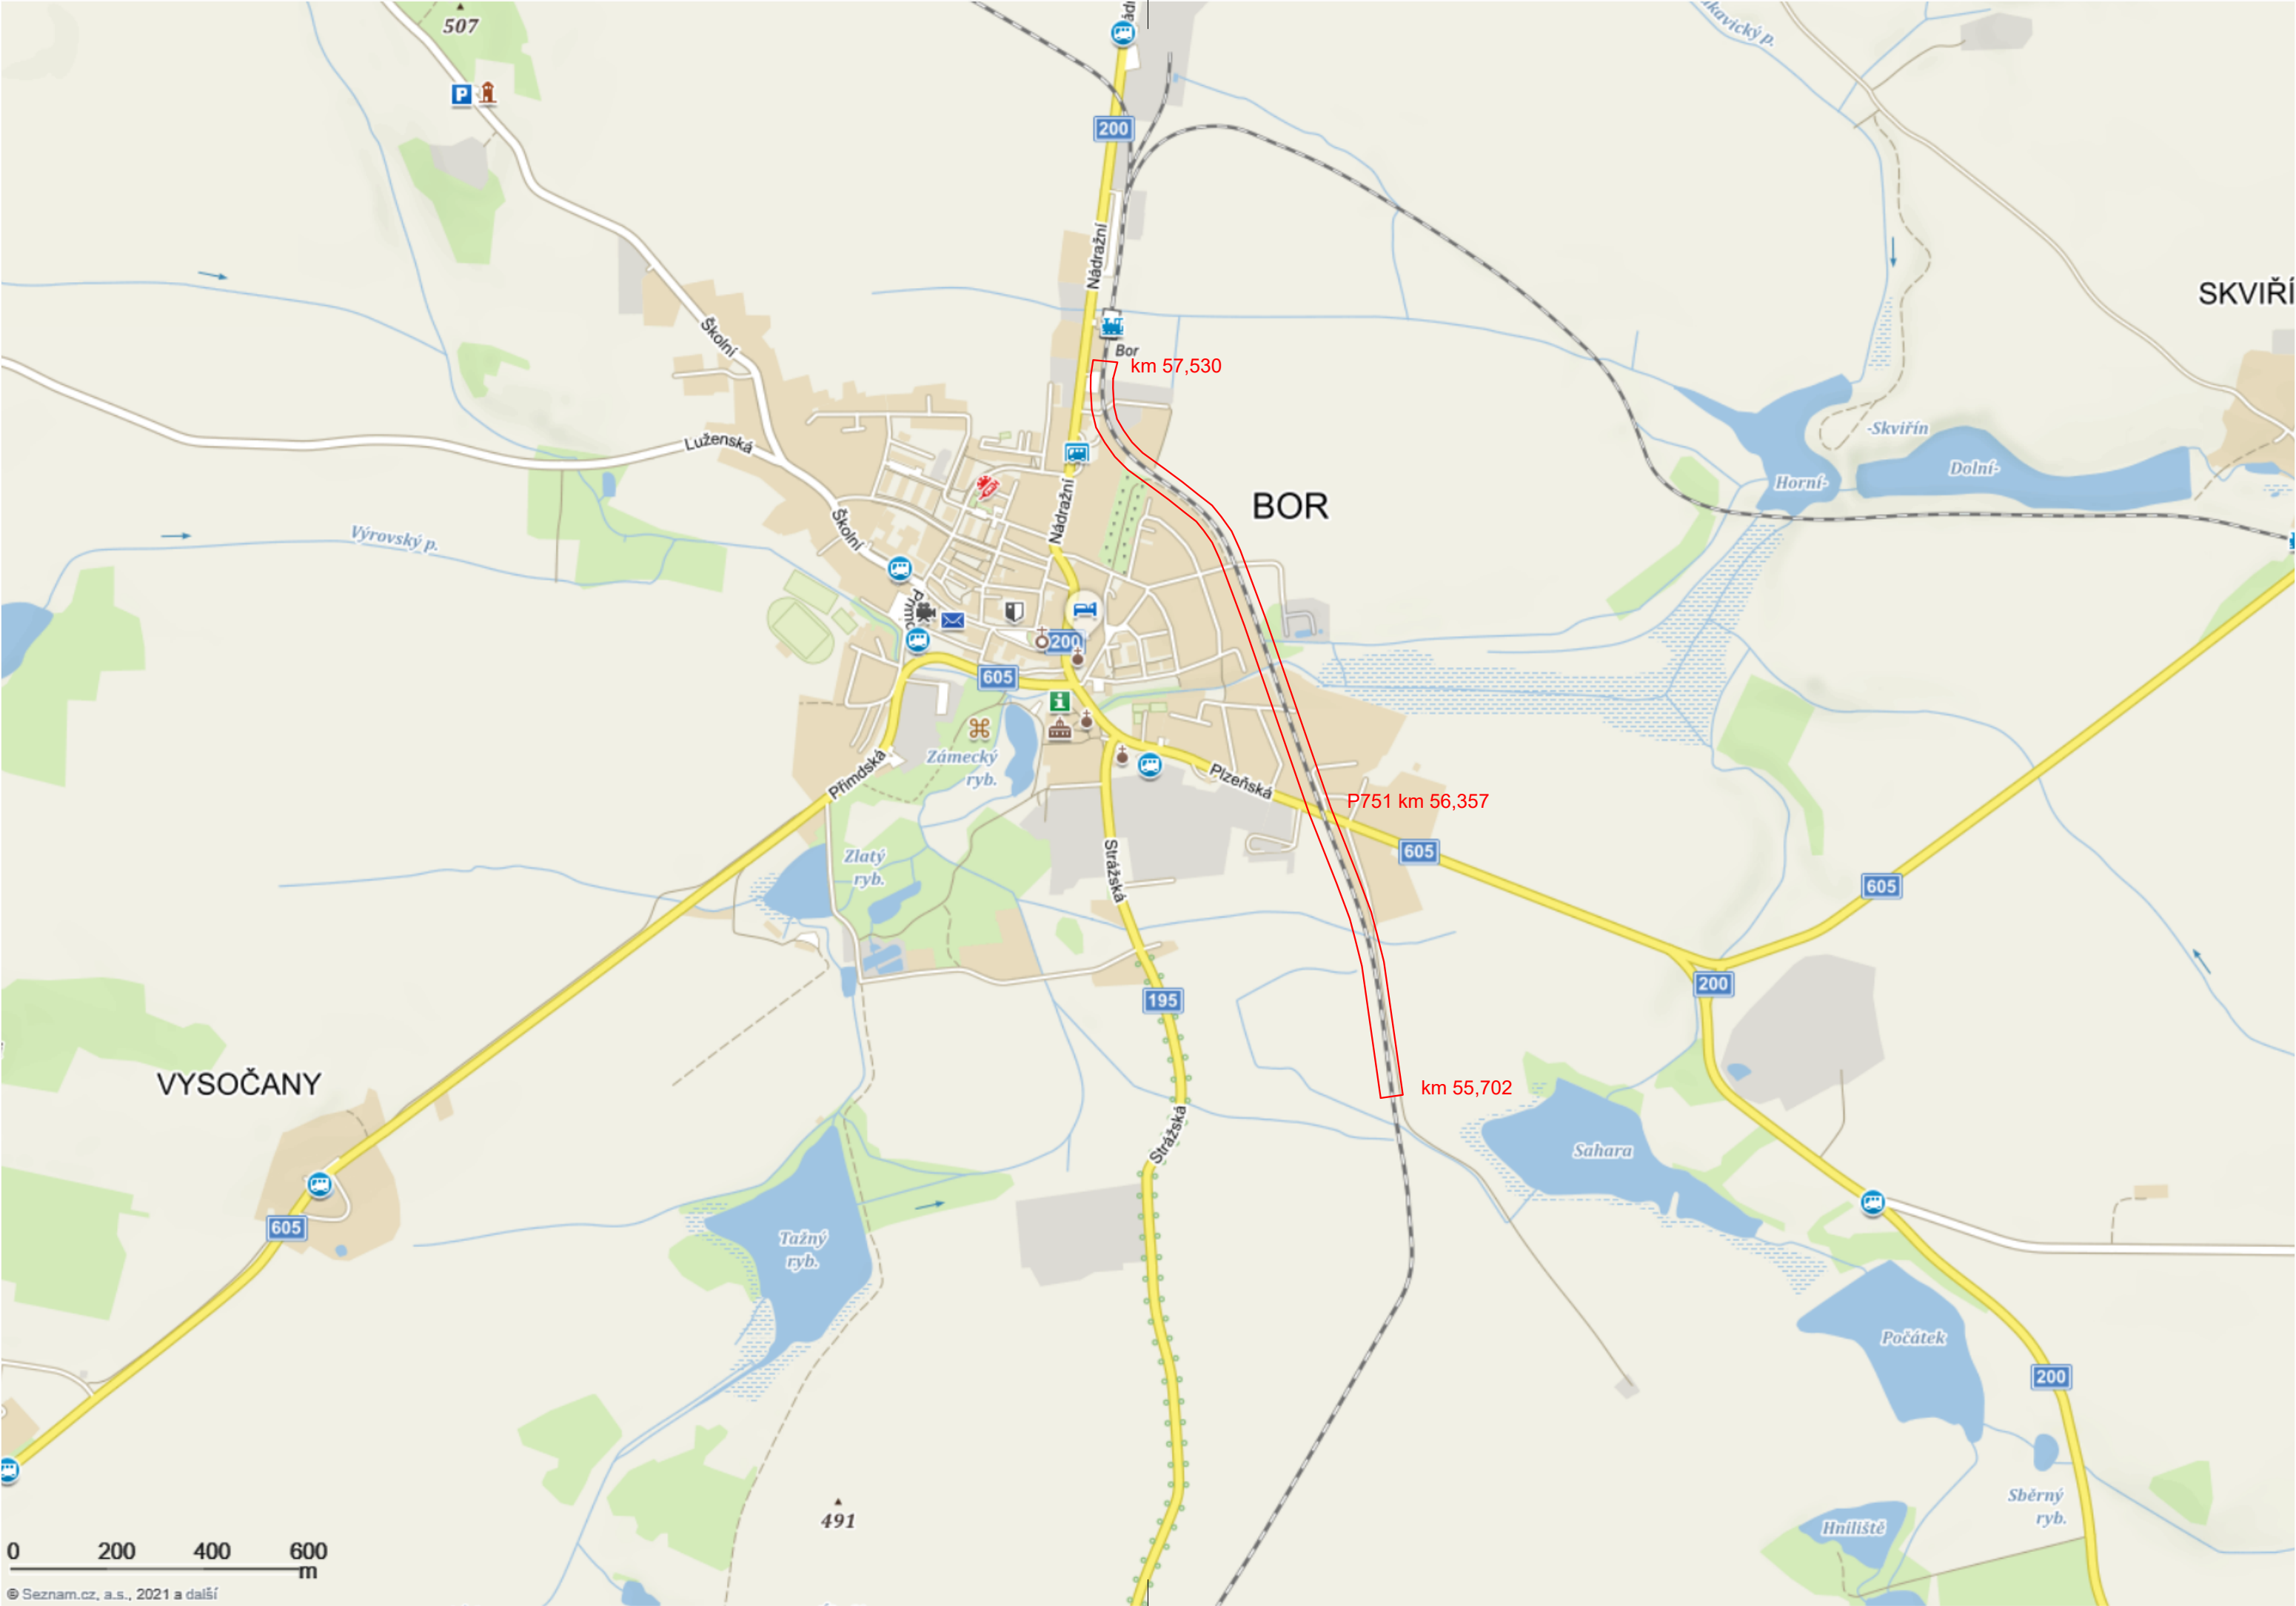 507
ádr
kavický p.
P
200
Nádražní
SKVIŘÍ
Školní
Bor
km 57,530
Luženská
-Skviřín
Dolní-
Horní-
BOR
Nádražní
Školní
Výrovský p.
200
605
i
Zámecký
ryb.
Přimdská
Plzeňská
P751 km 56,357
605
Zlatý
ryb.
Strážská
605
200
195
VYSOČANY
km 55,702
Strážská
Sahara
605
Tažný
ryb.
Počátek
200
Sběrný
ryb.
491
Hniliště
0 200 400 600
m
© Seznam.cz, a.s., 2021 a další